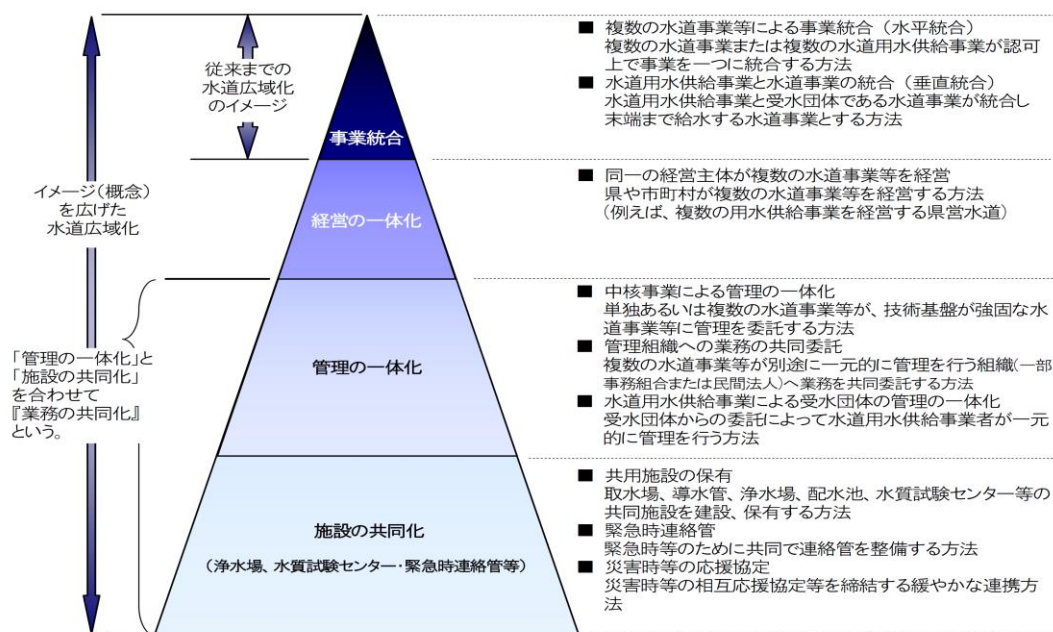 従来までの
水道広域化
のイメージ
イメージ(概念)
を広げた
水道広域化
「管理の一体化」と
「施設の共同化」
を合わせて
『業務の共同化』
という。
事業統合
経営の一体化
管理の一体化
施設の共同化
(浄水場、水質試験センター・緊急時連絡管等)
■ 複数の水道事業等による事業統合(水平統合)
複数の水道事業または複数の水道用水供給事業が認可
上で事業を一つに統合する方法
■ 水道用水供給事業と水道事業の統合(垂直統合)
水道用水供給事業と受水団体である水道事業が統合し
末端まで給水する水道事業とする方法
■ 同一の経営主体が複数の水道事業等を経営
県や市町村が複数の水道事業等を経営する方法
(例えば、複数の用水供給事業を経営する県営水道)
■ 中核事業による管理の一体化
単独あるいは複数の水道事業等が、技術基盤が強固な水
道事業等に管理を委託する方法
■ 管理組織への業務の共同委託
複数の水道事業等が別途に一元的に管理を行う組織(一部
事務組合または民間法人)へ業務を共同委託する方法
■ 水道用水供給事業による受水団体の管理の一体化
受水団体からの委託によって水道用水供給事業者が一元
的に管理を行う方法
■ 共用施設の保有
取水場、導水管、浄水場、配水池、水質試験センター等の
共同施設を建設、保有する方法
■ 緊急時連絡管
緊急時等のために共同で連絡管を整備する方法
■ 災害時等の応援協定
災害時等の相互応援協定等を締結する緩やかな連携方
法